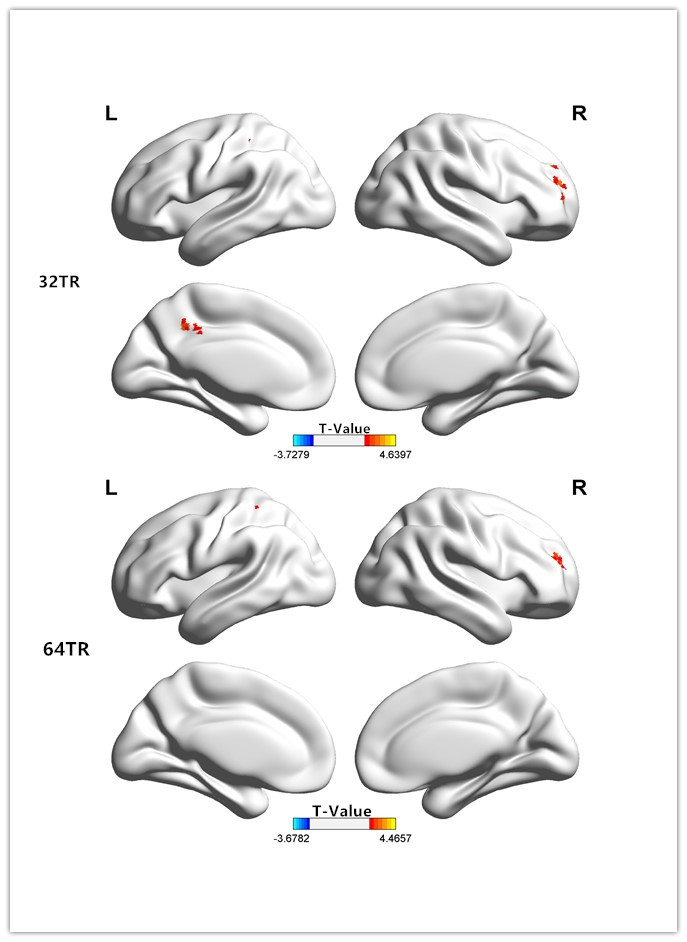 L R
32TR
T-Value
-3.7279 4.6397
L R
64TR
T-Value
-3.6782 4.4657